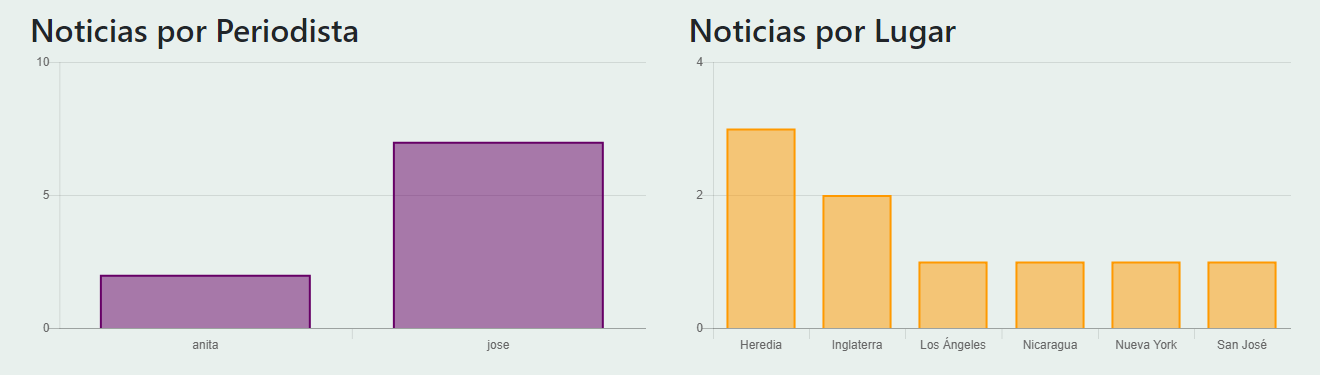 Noticias por Periodista
10
5
0
anita
jose
Noticias por Lugar
4
2
0
Heredia
Inglaterra
Los Ángeles
Nicaragua
Nueva York
San José